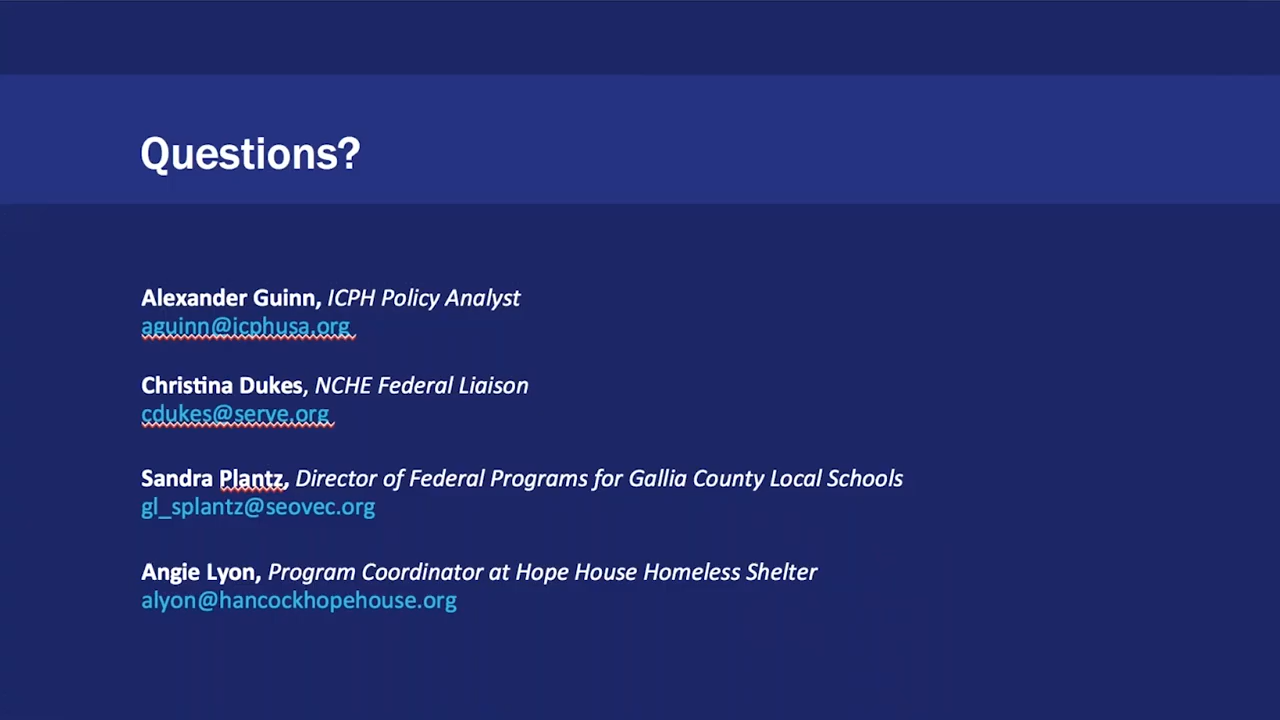 Questions?
Alexander Guinn, ICPH Policy Analyst
aguinn@icphusa.org
Christina Dukes, NCHE Federal Liaison
cdukes@serve.org
Sandra Plantz, Director of Federal Programs for Gallia County Local Schools
gl_splantz@seovec.org
Angie Lyon, Program Coordinator at Hope House Homeless Shelter
alyon@hancockhopehouse.org